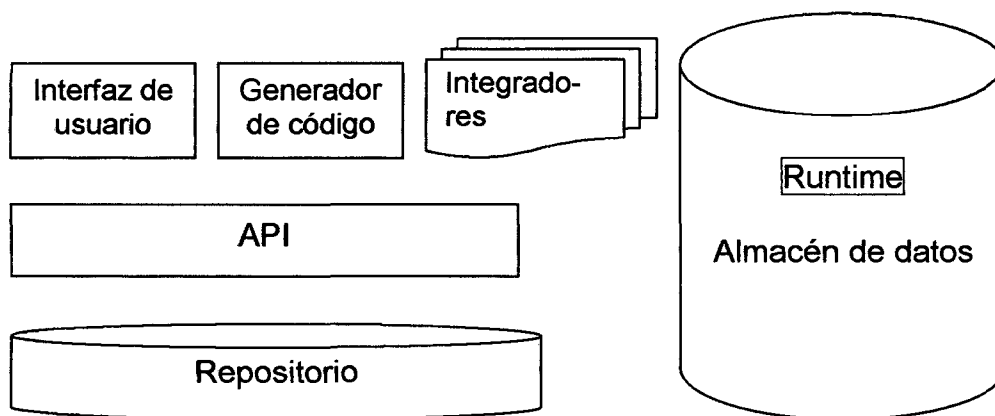 Interfaz de
usuario
Generador
de código
Integrado-
res
Runtime
Almacén de datos
API
Repositorio